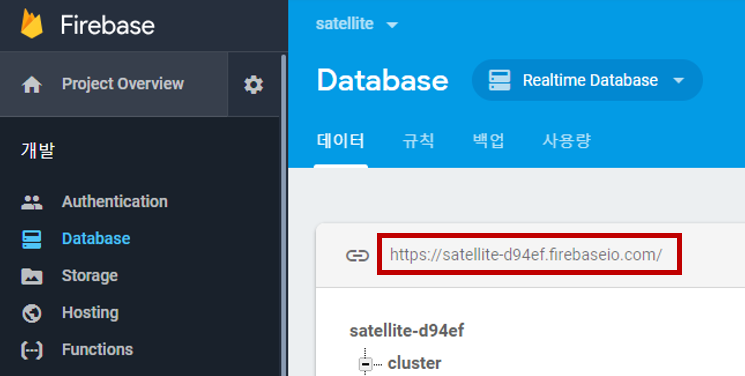 Firebase
Project Overview
개발
Authentication
Database
Storage
Hosting
Functions
satellite
Database
Realtime Database
데이터 규칙 백업 사용량
https://satellite-d94ef.firebaseio.com/
satellite-d94ef
cluster